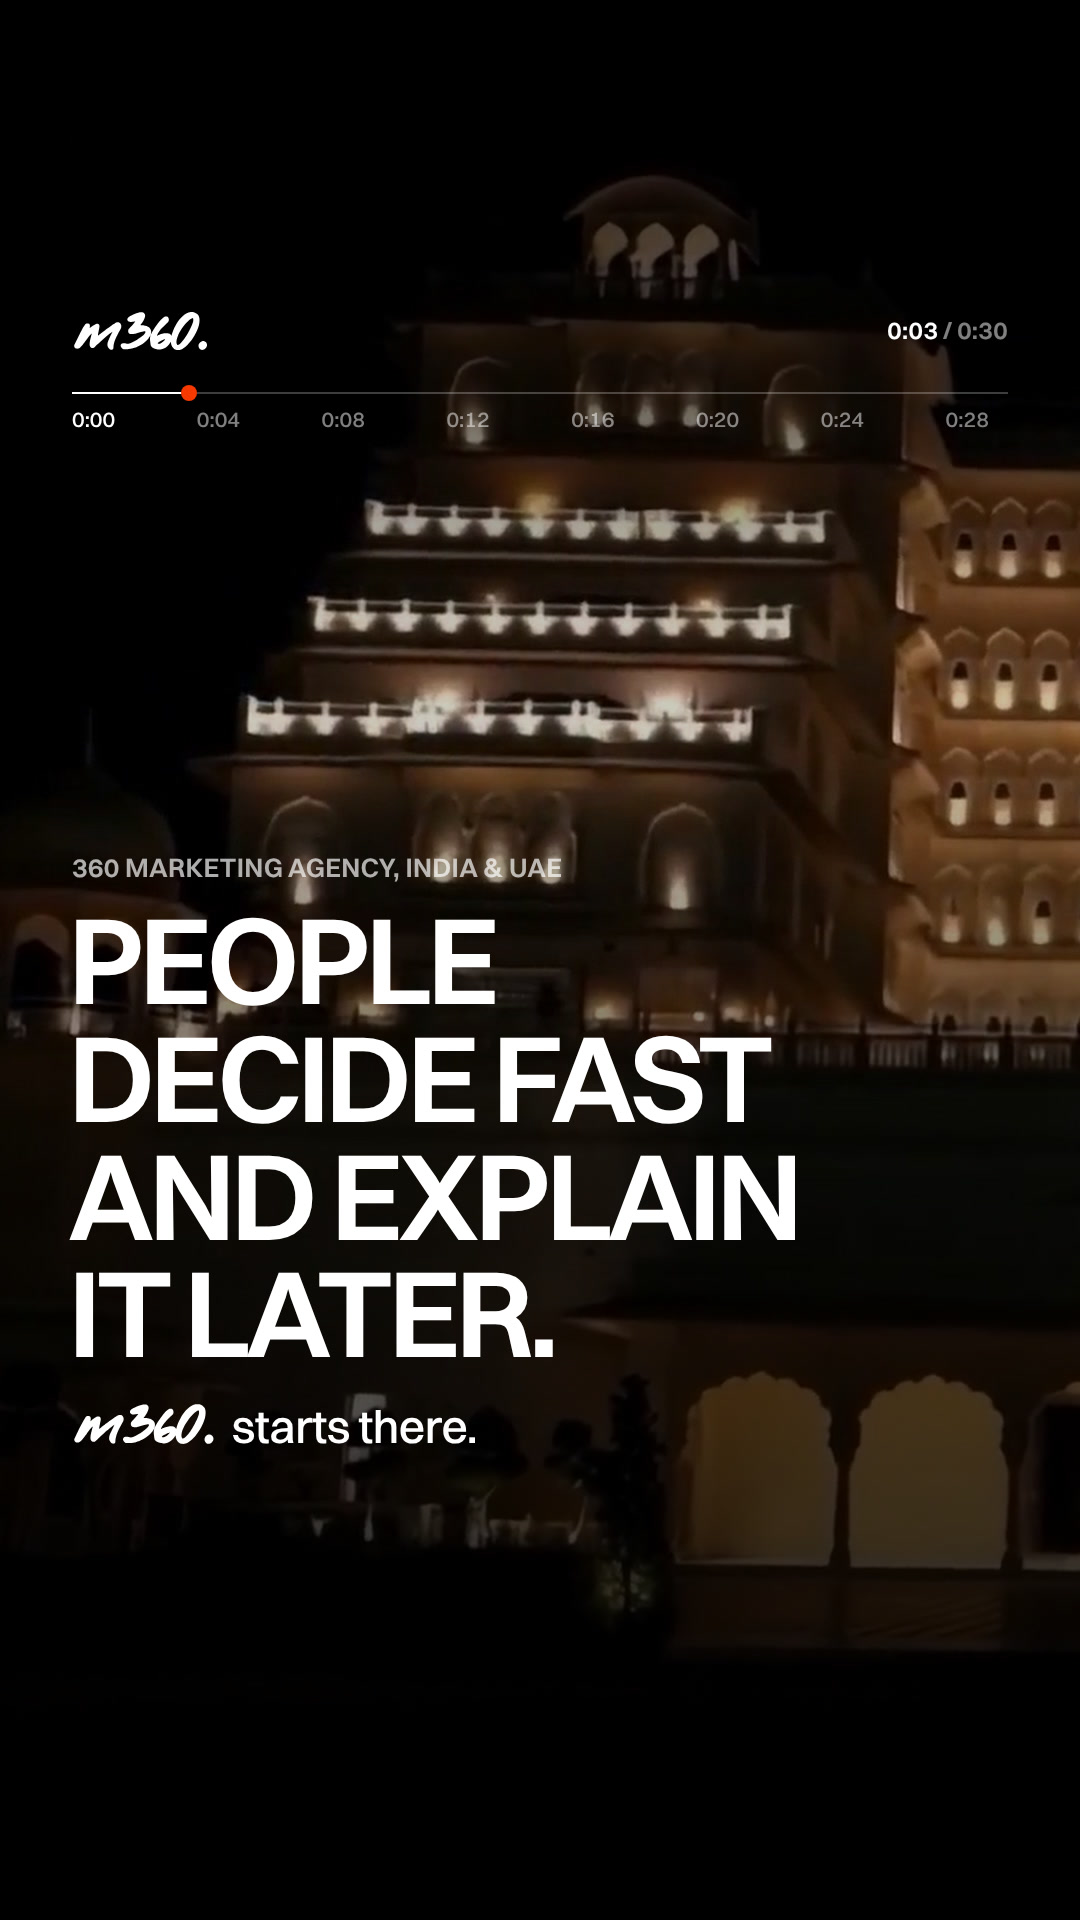 m360.
0:03 / 0:30
0:00 0:04 0:08 0:12 0:16 0:20 0:24 0:28
360 MARKETING AGENCY, INDIA & UAE
PEOPLE
DECIDE FAST
AND EXPLAIN
IT LATER.
m360. starts there.